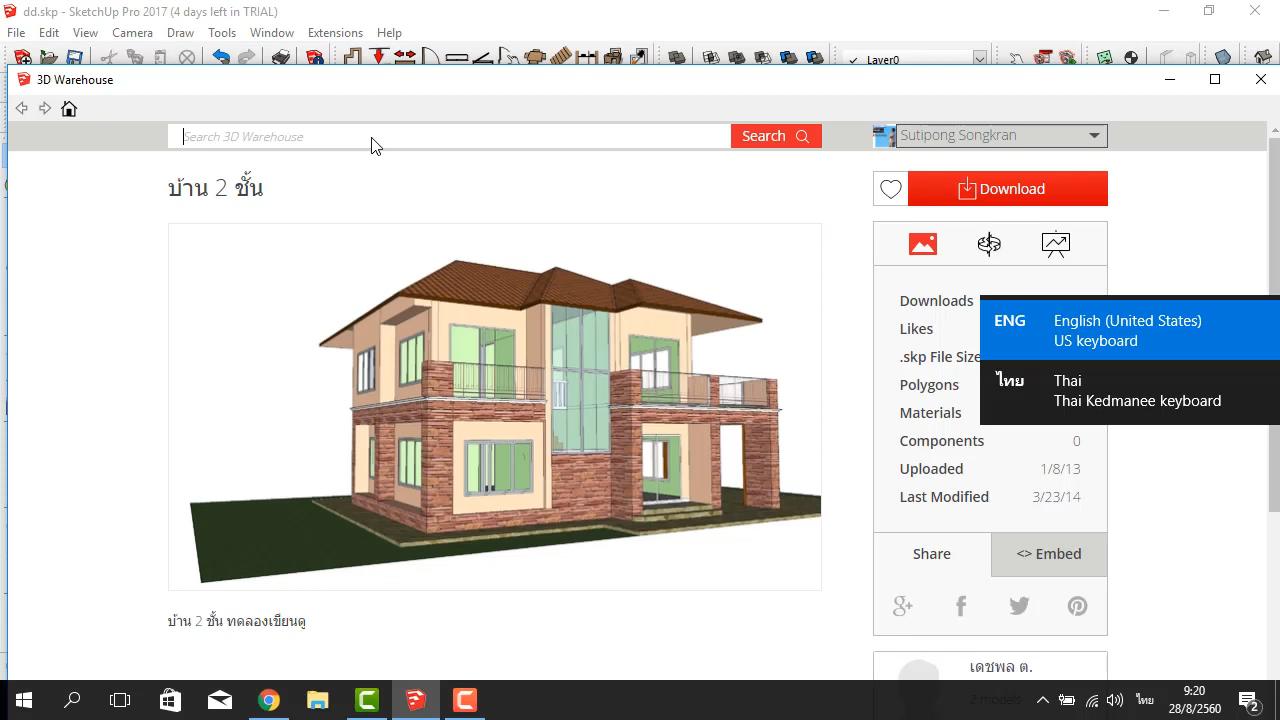 dd.skp - SketchUp Pro 2017 (4 days left in TRIAL)
File Edit View Camera Draw Tools Window Extensions Help
Layer0
3D Warehouse
Search 3D Warehouse
Search
Sutipong Songkran
บ้าน 2 ชั้น
Download
Downloads
Likes
.skp File Size
Polygons
Materials
Components 0
Uploaded 1/8/13
Last Modified 3/23/14
ENG English (United States)
US keyboard
ไทย Thai
Thai Kedmanee keyboard
Share
<> Embed
บ้าน 2 ชั้น ทดลองเขียนดู
เดชพล ต.
2 models
ไทย
9:20
28/8/2560
2